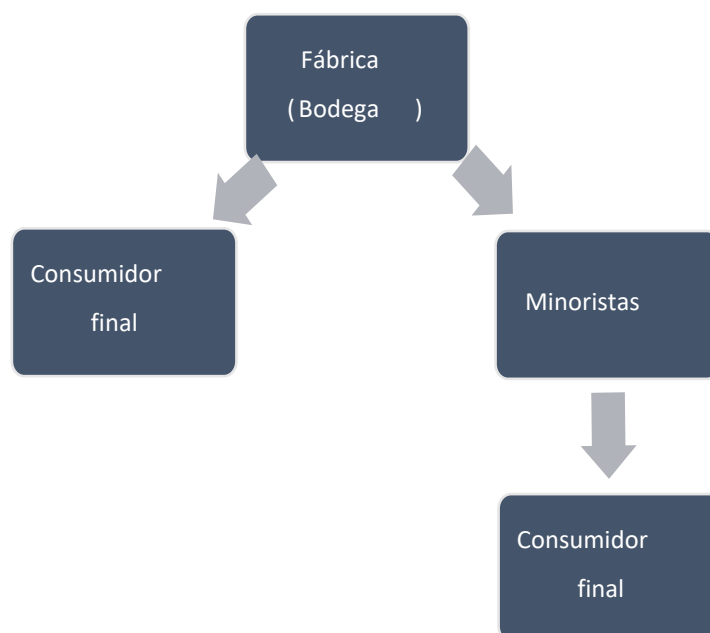 Fábrica
(Bodega )
Consumidor
final
Minoristas
Consumidor
final